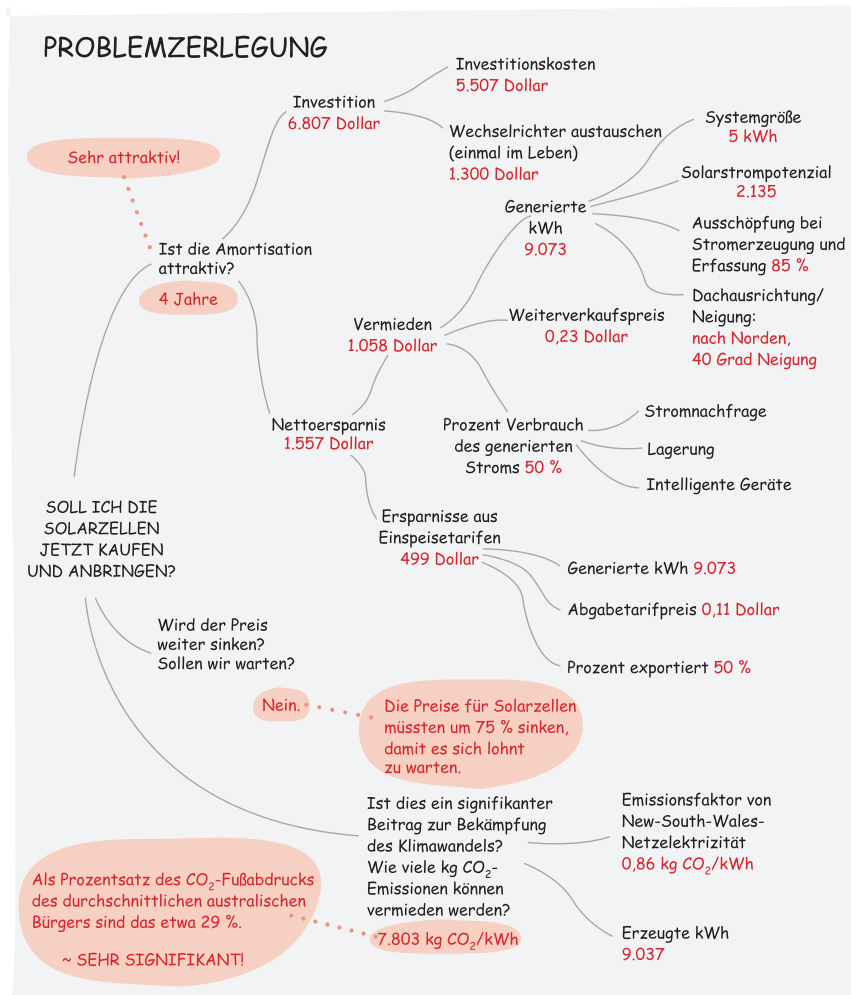 PROBLEMZERLEGUNG
Investitionskosten
5.507 Dollar
Investition
6.807 Dollar
Wechselrichter austauschen
(einmal im Leben)
1.300 Dollar
Systemgröße
5 kWh
Solarstrompotenzial
2.135
Generierte
kWh
9.073
Ausschöpfung bei
Stromerzeugung und
Erfassung 85 %
Dachausrichtung/
Neigung:
nach Norden,
40 Grad Neigung
Sehr attraktiv!
Ist die Amortisation
attraktiv?
4 Jahre
Vermieden
1.058 Dollar
Weiterverkaufspreis
0,23 Dollar
Nettoersparnis
1.557 Dollar
Prozent Verbrauch
des generierten
Stroms 50 %
Stromnachfrage
Lagerung
Intelligente Geräte
SOLL ICH DIE
SOLARZELLEN
JETZT KAUFEN
UND ANBRINGEN?
Ersparnisse aus
Einspeisetarifen
499 Dollar
Generierte kWh 9.073
Abgabetarifpreis 0,11 Dollar
Prozent exportiert 50 %
Wird der Preis
weiter sinken?
Sollen wir warten?
Nein.
Die Preise für Solarzellen
müssten um 75 % sinken,
damit es sich lohnt
zu warten.
Ist dies ein signifikanter
Beitrag zur Bekämpfung
des Klimawandels?
Wie viele kg CO₂-
Emissionen können
vermieden werden?
7.803 kg CO₂/kWh
Emissionsfaktor von
New-South-Wales-
Netzelektrizität
0,86 kg CO₂/kWh
Erzeugte kWh
9.037
Als Prozentsatz des CO₂-Fußabdrucks
des durchschnittlichen australischen
Bürgers sind das etwa 29 %.
~ SEHR SIGNIFIKANT!